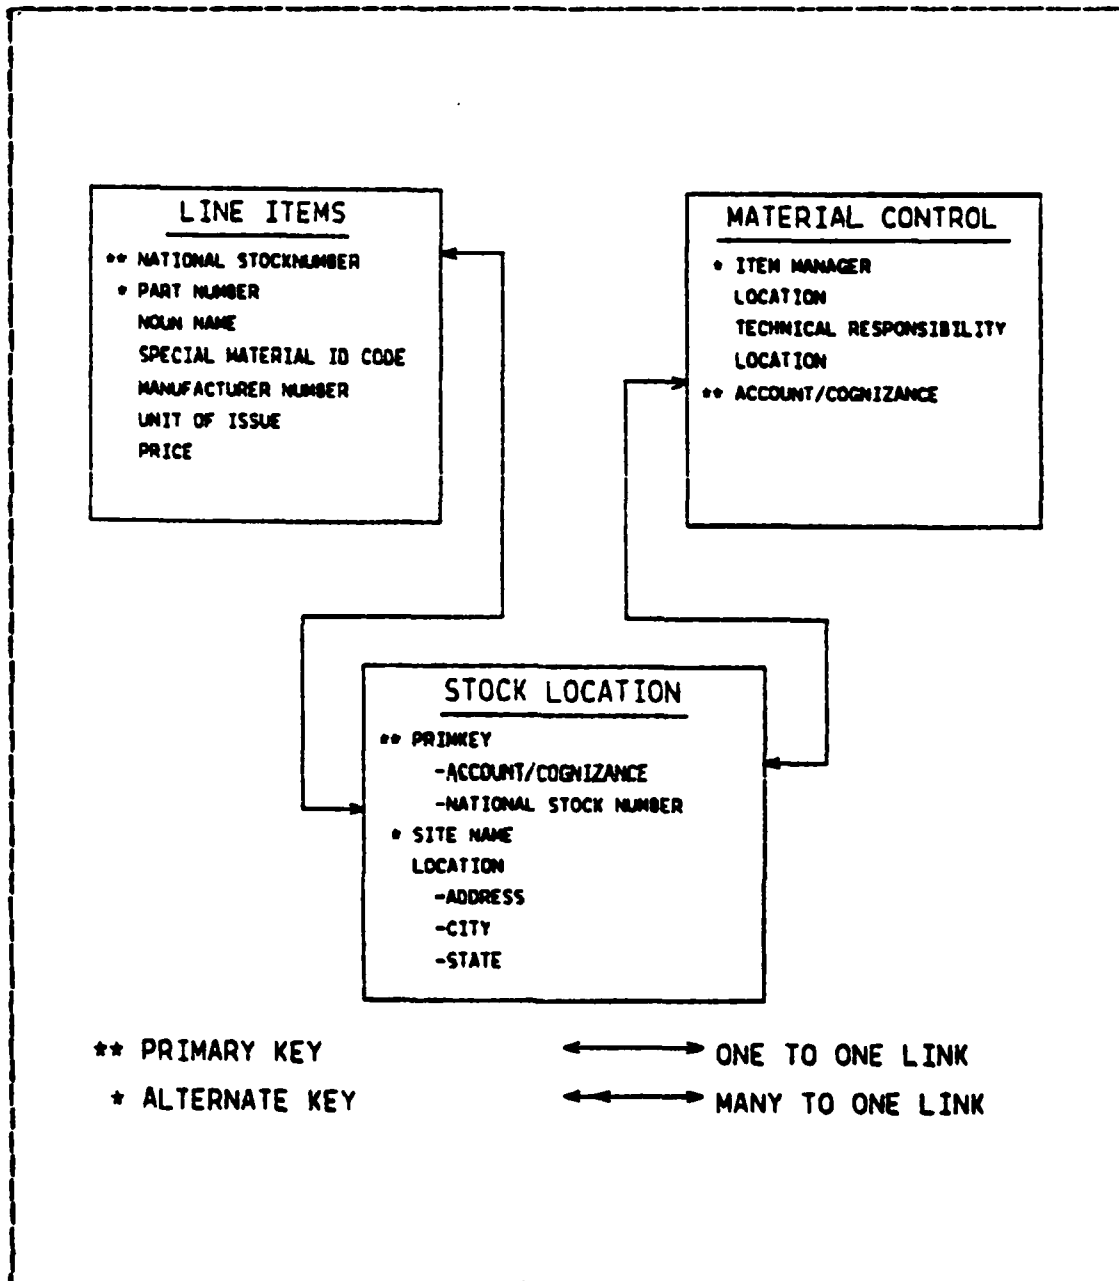 LINE ITEMS
** NATIONAL STOCKNUMBER
* PART NUMBER
NOUN NAME
SPECIAL MATERIAL ID CODE
MANUFACTURER NUMBER
UNIT OF ISSUE
PRICE
MATERIAL CONTROL
* ITEM MANAGER
LOCATION
TECHNICAL RESPONSIBILITY
LOCATION
** ACCOUNT/COGNIZANCE
STOCK LOCATION
** PRIMKEY
-ACCOUNT/COGNIZANCE
-NATIONAL STOCK NUMBER
* SITE NAME
LOCATION
-ADDRESS
-CITY
-STATE
** PRIMARY KEY
* ALTERNATE KEY
ONE TO ONE LINK
MANY TO ONE LINK